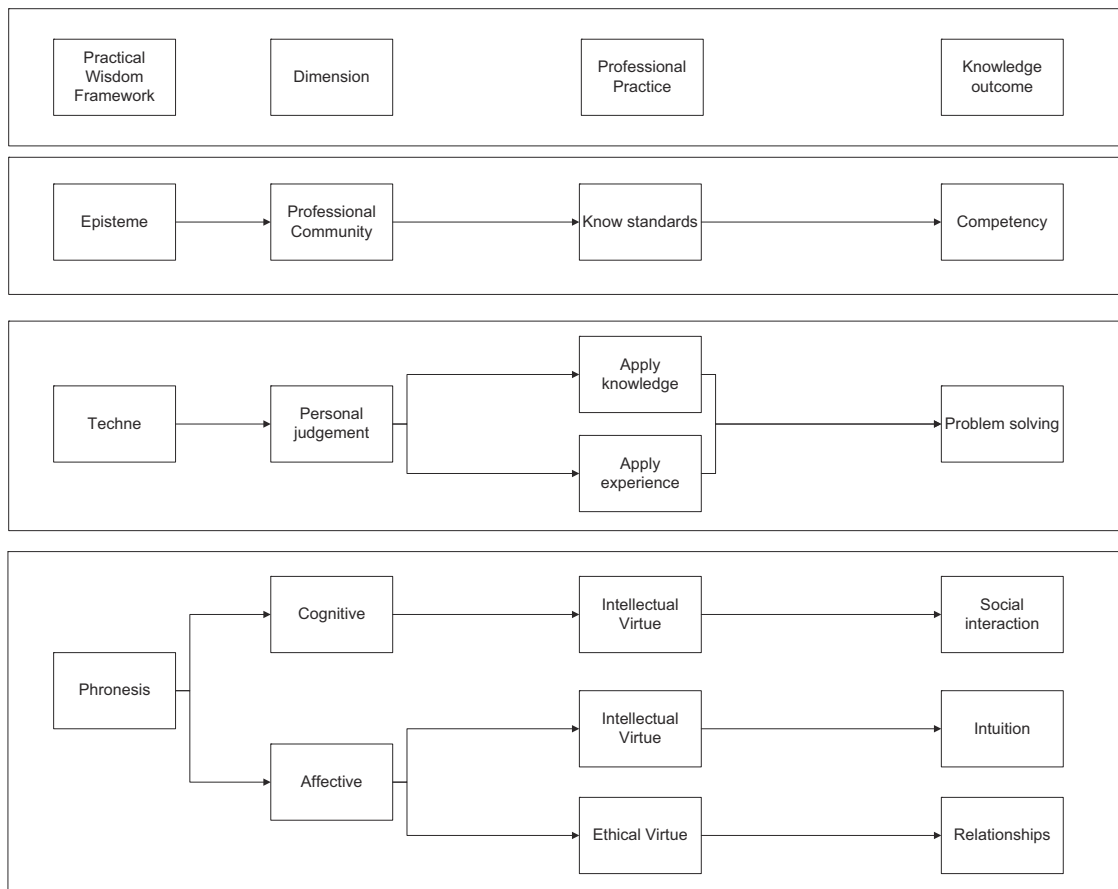 Practical
Wisdom
Framework
Dimension
Professional
Practice
Knowledge
outcome
Episteme
Professional
Community
Know standards
Competency
Techne
Personal
judgement
Apply
knowledge
Apply
experience
Problem solving
Phronesis
Cognitive
Intellectual
Virtue
Social
interaction
Affective
Intellectual
Virtue
Intuition
Ethical Virtue
Relationships